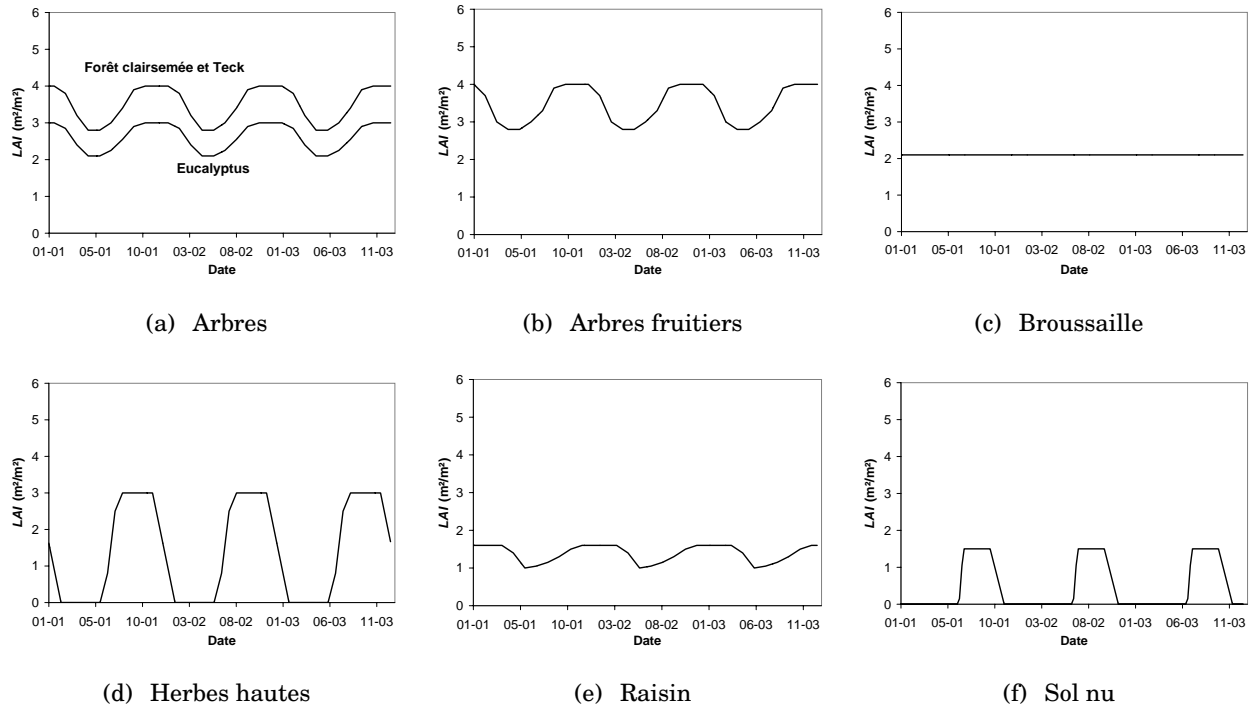 6
5
4
3
2
1
0
LAI (m²/m²)
Forêt clairsemée et Teck
Eucalyptus
01-01 05-01 10-01 03-02 08-02 01-03 06-03 11-03
Date
(a) Arbres
6
5
4
3
2
1
0
LAI (m²/m²)
01-01 05-01 10-01 03-02 08-02 01-03 06-03 11-03
Date
(b) Arbres fruitiers
6
5
4
3
2
1
0
LAI (m²/m²)
01-01 05-01 10-01 03-02 08-02 01-03 06-03 11-03
Date
(c) Broussaille
6
5
4
3
2
1
0
LAI (m²/m²)
01-01 05-01 10-01 03-02 08-02 01-03 06-03 11-03
Date
(d) Herbes hautes
6
5
4
3
2
1
0
LAI (m²/m²)
01-01 05-01 10-01 03-02 08-02 01-03 06-03 11-03
Date
(e) Raisin
6
5
4
3
2
1
0
LAI (m²/m²)
01-01 05-01 10-01 03-02 08-02 01-03 06-03 11-03
Date
(f) Sol nu